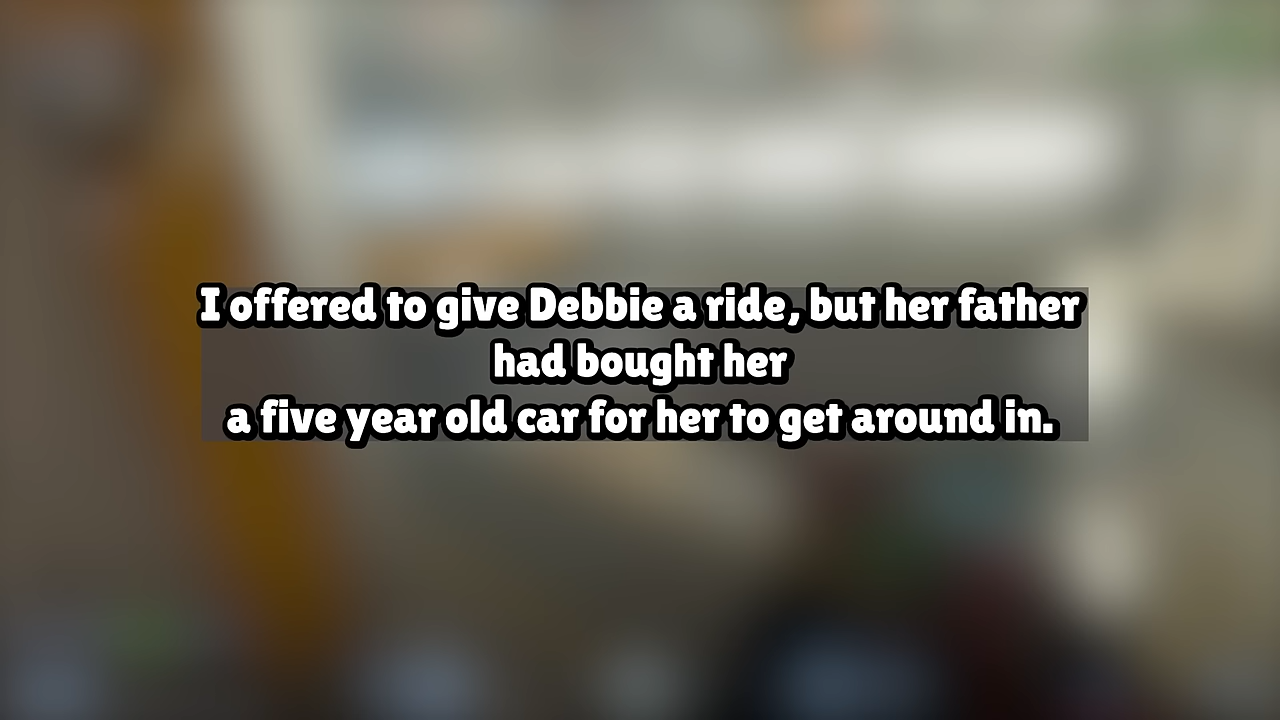 I offered to give Debbie a ride, but her father
had bought her
a five year old car for her to get around in.